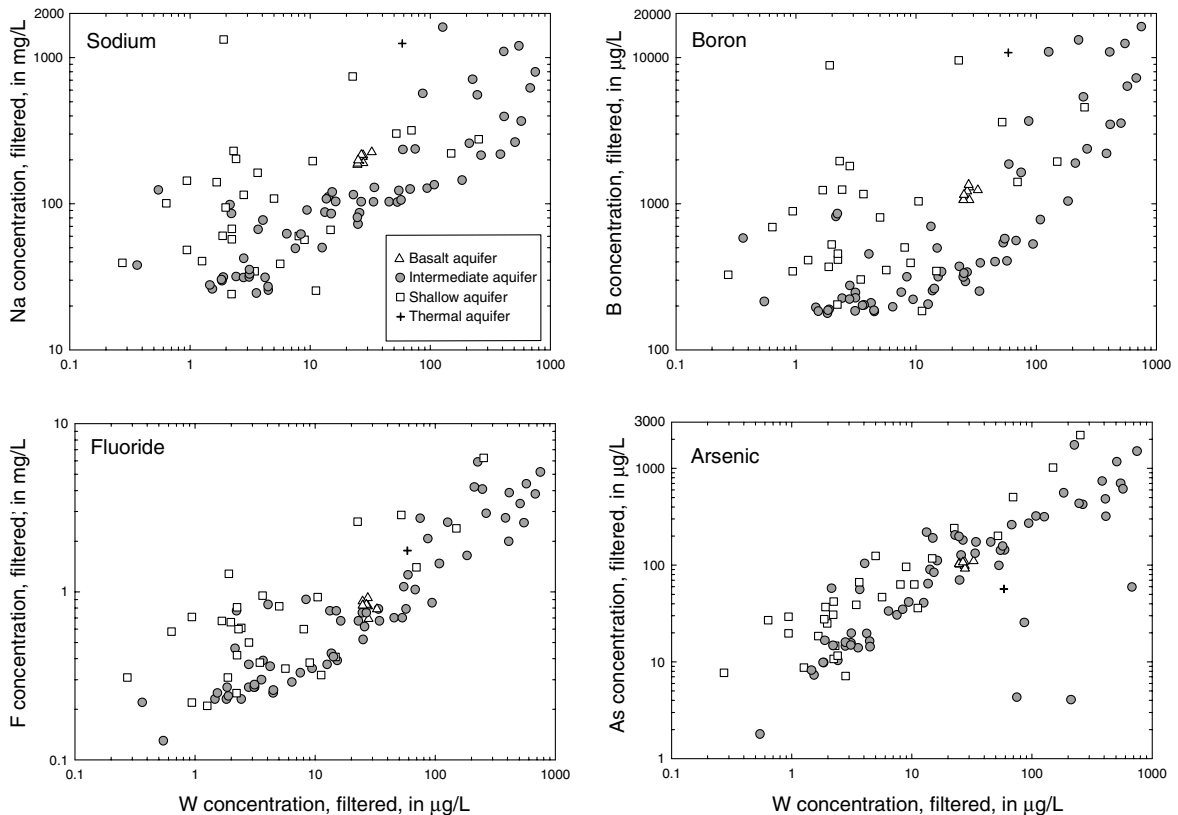 Sodium
Na concentration, filtered, in mg/L
1000
100
10
0.1 1 10 100 1000
Basalt aquifer
Intermediate aquifer
Shallow aquifer
Thermal aquifer
Boron
B concentration, filtered, in µg/L
20000
10000
1000
100
0.1 1 10 100 1000
Fluoride
F concentration, filtered; in mg/L
10
1
0.1
0.1 1 10 100 1000
W concentration, filtered, in µg/L
Arsenic
As concentration, filtered, in µg/L
3000
1000
100
10
1
0.1 1 10 100 1000
W concentration, filtered, in µg/L